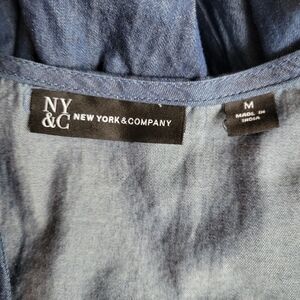 NY
&C NEW YORK & COMPANY
M
MADE IN
INDIA